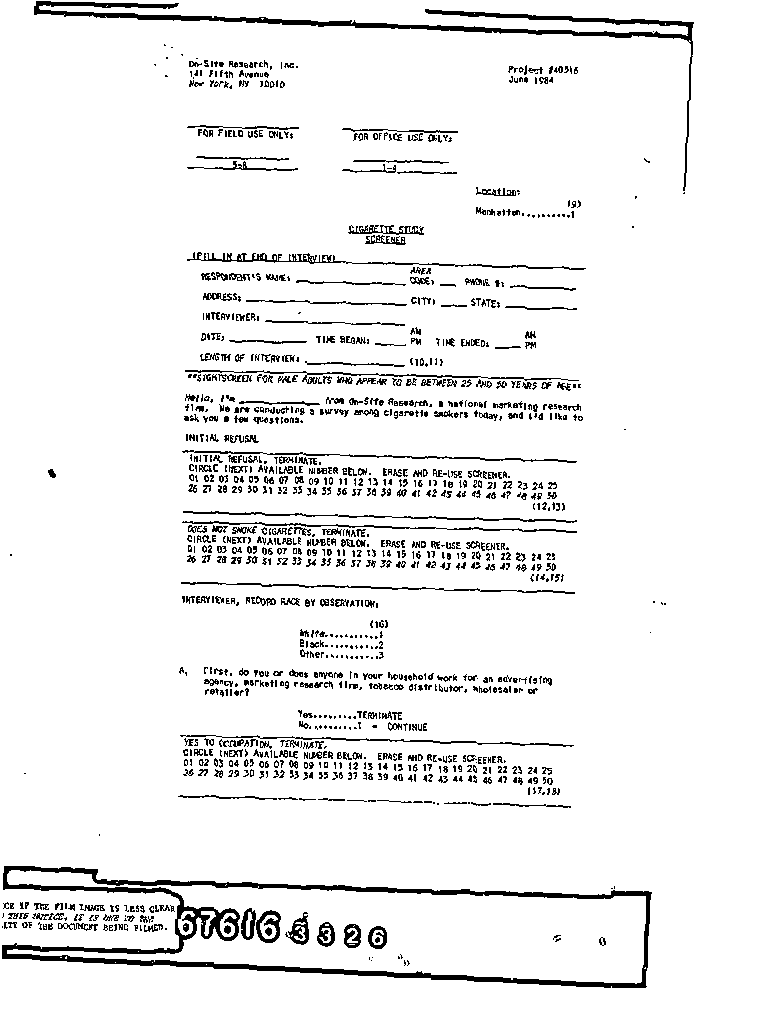 On-Site Research, Inc.
141 Fifth Avenue
New York, NY 10010
Project #40516
June 1984
FOR FIELD USE ONLY:
FOR OFFICE USE ONLY:
5-8
1-4
Location:
(9)
Manhattan..........1
CIGARETTE STUDY
SCREENER
(FILL IN AT END OF INTERVIEW)
RESPONDENT'S NAME: AREA CODE: PHONE #:
ADDRESS: CITY: STATE:
INTERVIEWER:
DATE: TIME BEGAN: AM PM TIME ENDED: AM PM
LENGTH OF INTERVIEW: (10,11)
**SIGHTSCREEN FOR MALE ADULTS WHO APPEAR TO BE BETWEEN 25 AND 50 YEARS OF AGE**
Hello, I'm from On-Site Research, a national marketing research
firm. We are conducting a survey among cigarette smokers today, and I'd like to
ask you a few questions.
INITIAL REFUSAL
INITIAL REFUSAL, TERMINATE.
CIRCLE (NEXT) AVAILABLE NUMBER BELOW. ERASE AND RE-USE SCREENER.
01 02 03 04 05 06 07 08 09 10 11 12 13 14 15 16 17 18 19 20 21 22 23 24 25
26 27 28 29 30 31 32 33 34 35 36 37 38 39 40 41 42 43 44 45 46 47 48 49 50
(12,13)
DOES NOT SMOKE CIGARETTES, TERMINATE.
CIRCLE (NEXT) AVAILABLE NUMBER BELOW. ERASE AND RE-USE SCREENER.
01 02 03 04 05 06 07 08 09 10 11 12 13 14 15 16 17 18 19 20 21 22 23 24 25
26 27 28 29 30 31 32 33 34 35 36 37 38 39 40 41 42 43 44 45 46 47 48 49 50
(14,15)
INTERVIEWER, RECORD RACE BY OBSERVATION:
(16)
White..........1
Black..........2
Other..........3
A. First, do you or does anyone in your household work for an advertising
agency, marketing research firm, tobacco distributor, wholesaler or
retailer?
Yes.........TERMINATE
No..........1 - CONTINUE
YES TO OCCUPATION, TERMINATE.
CIRCLE (NEXT) AVAILABLE NUMBER BELOW. ERASE AND RE-USE SCREENER.
01 02 03 04 05 06 07 08 09 10 11 12 13 14 15 16 17 18 19 20 21 22 23 24 25
26 27 28 29 30 31 32 33 34 35 36 37 38 39 40 41 42 43 44 45 46 47 48 49 50
(17,18)
CE IF THE FILM IMAGE IS LESS CLEAR
THIS NOTICE, IT IS DUE TO THE
ITY OF THE DOCUMENT BEING FILMED.
67616 3326